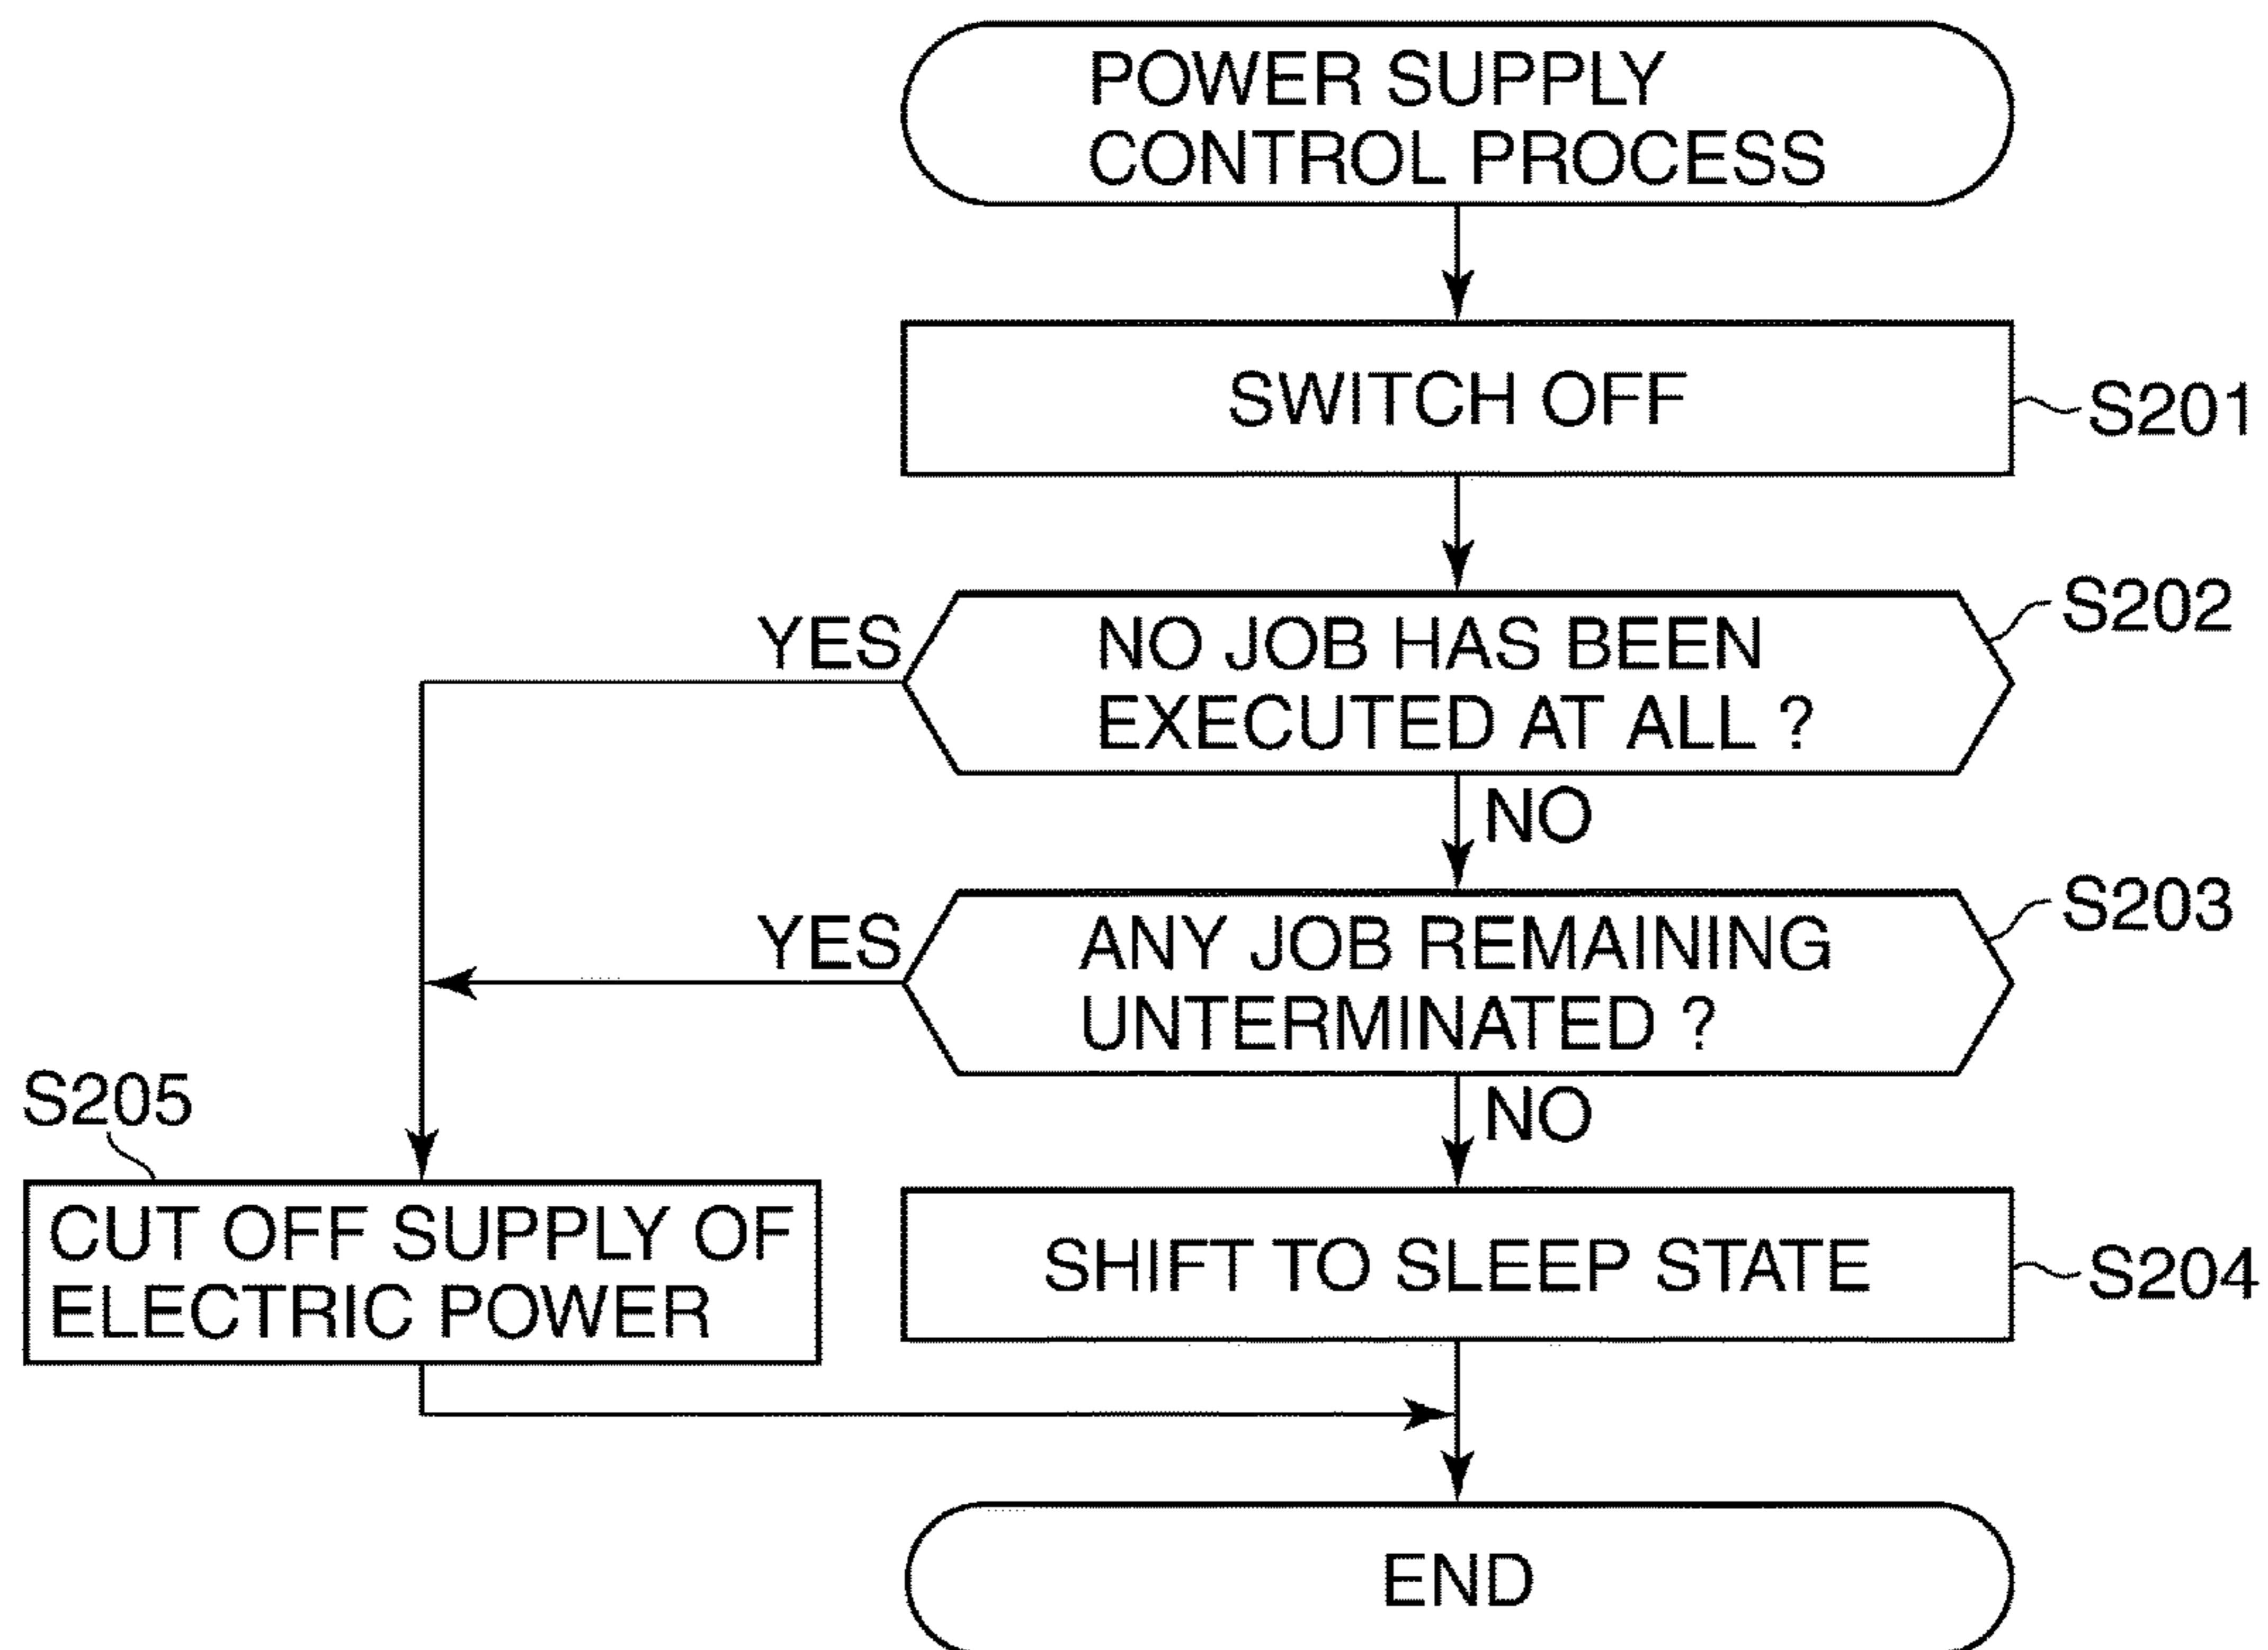 POWER SUPPLY
CONTROL PROCESS
SWITCH OFF
S201
S202
YES
NO JOB HAS BEEN
EXECUTED AT ALL ?
NO
S203
YES
ANY JOB REMAINING
UNTERMINATED ?
NO
S205
CUT OFF SUPPLY OF
ELECTRIC POWER
SHIFT TO SLEEP STATE
S204
END